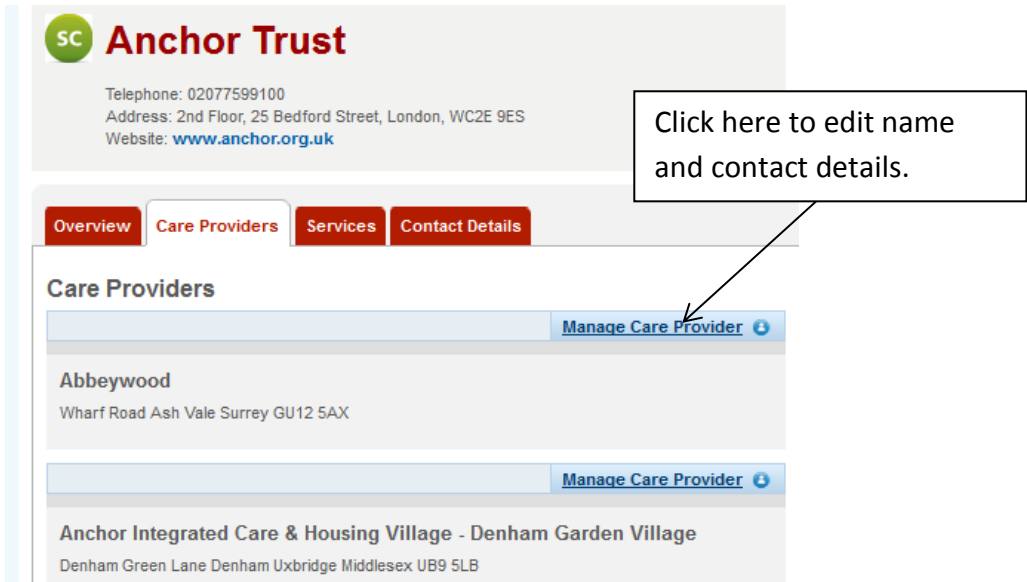 SC Anchor Trust
Telephone: 02077599100
Address: 2nd Floor, 25 Bedford Street, London, WC2E 9ES
Website: www.anchor.org.uk
Click here to edit name
and contact details.
Overview Care Providers Services Contact Details
Care Providers
Manage Care Provider
Abbeywood
Wharf Road Ash Vale Surrey GU12 5AX
Manage Care Provider
Anchor Integrated Care & Housing Village - Denham Garden Village
Denham Green Lane Denham Uxbridge Middlesex UB9 5LB